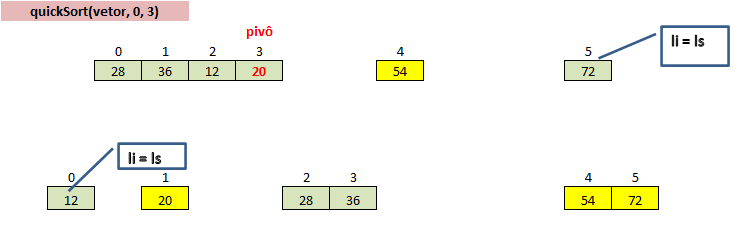 quickSort(vetor, 0, 3)
pivô
0 1 2 3 4 5
28 36 12 20 54 72
li = ls
li = ls
0 1 2 3 4 5
12 20 28 36 54 72